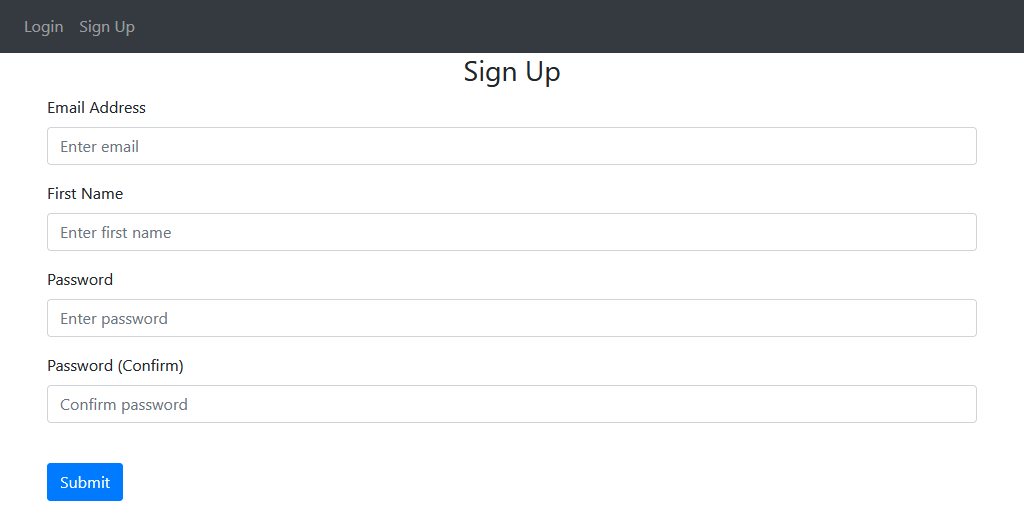 Login Sign Up
Sign Up
Email Address
Enter email
First Name
Enter first name
Password
Enter password
Password (Confirm)
Confirm password
Submit